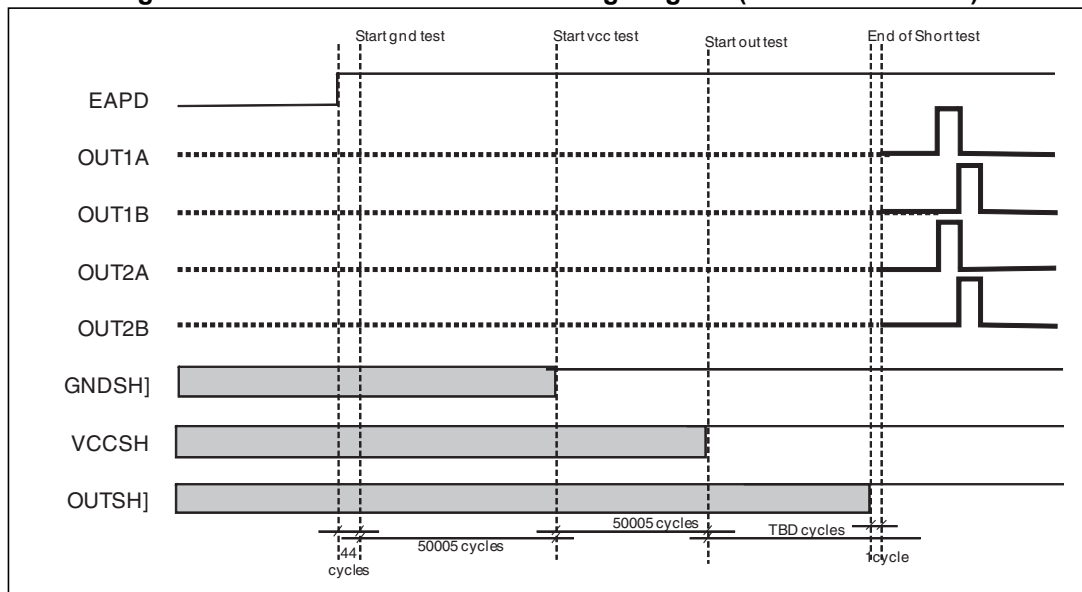 Start gnd test
Start vcc test
Start out test
End of Short test
EAPD
OUT1A
OUT1B
OUT2A
OUT2B
GNDSH]
VCCSH
OUTSH]
44
cycles
50005 cycles
50005 cycles
TBD cycles
1cycle